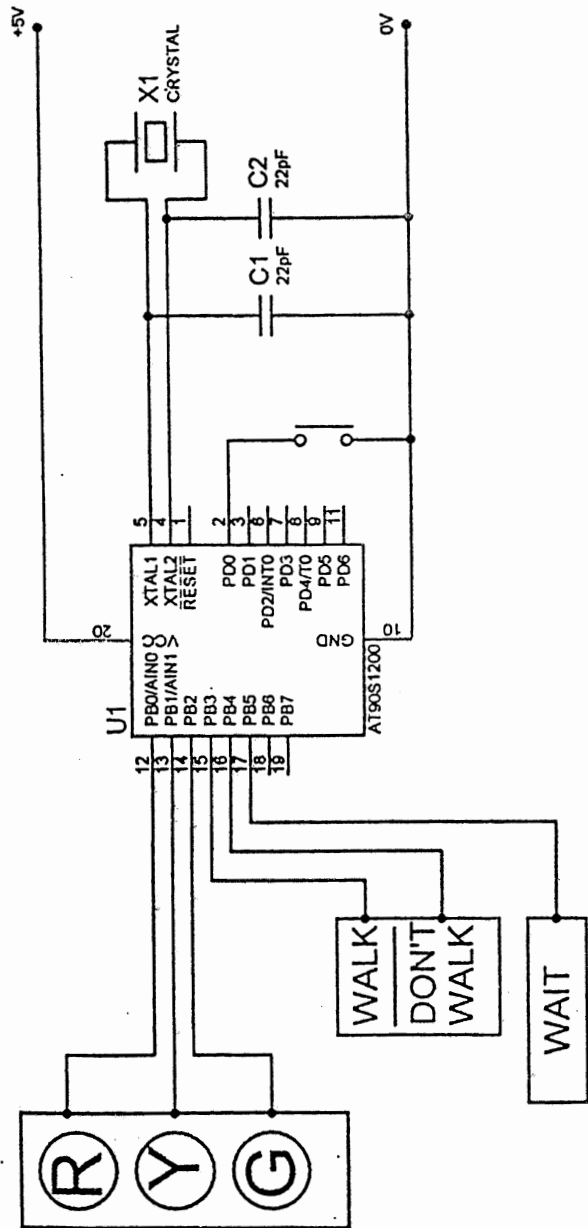 +5V
0V
X1
CRYSTAL
C2
22pF
C1
22pF
5
4
1
2
3
6
7
8
9
11
XTAL1
XTAL2
RESET
PD0
PD1
PD2/INT0
PD3
PD4/T0
PD5
PD6
20
VCC
GND
10
U1
AT90S1200
PB0/AIN0
PB1/AIN1
PB2
PB3
PB4
PB5
PB6
PB7
12
13
14
15
16
17
18
19
R
Y
G
WALK
DON'T
WALK
WAIT